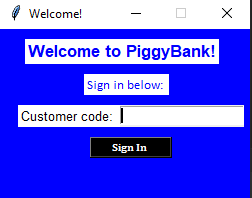 Welcome!
Welcome to PiggyBank!
Sign in below:
Customer code:
Sign In